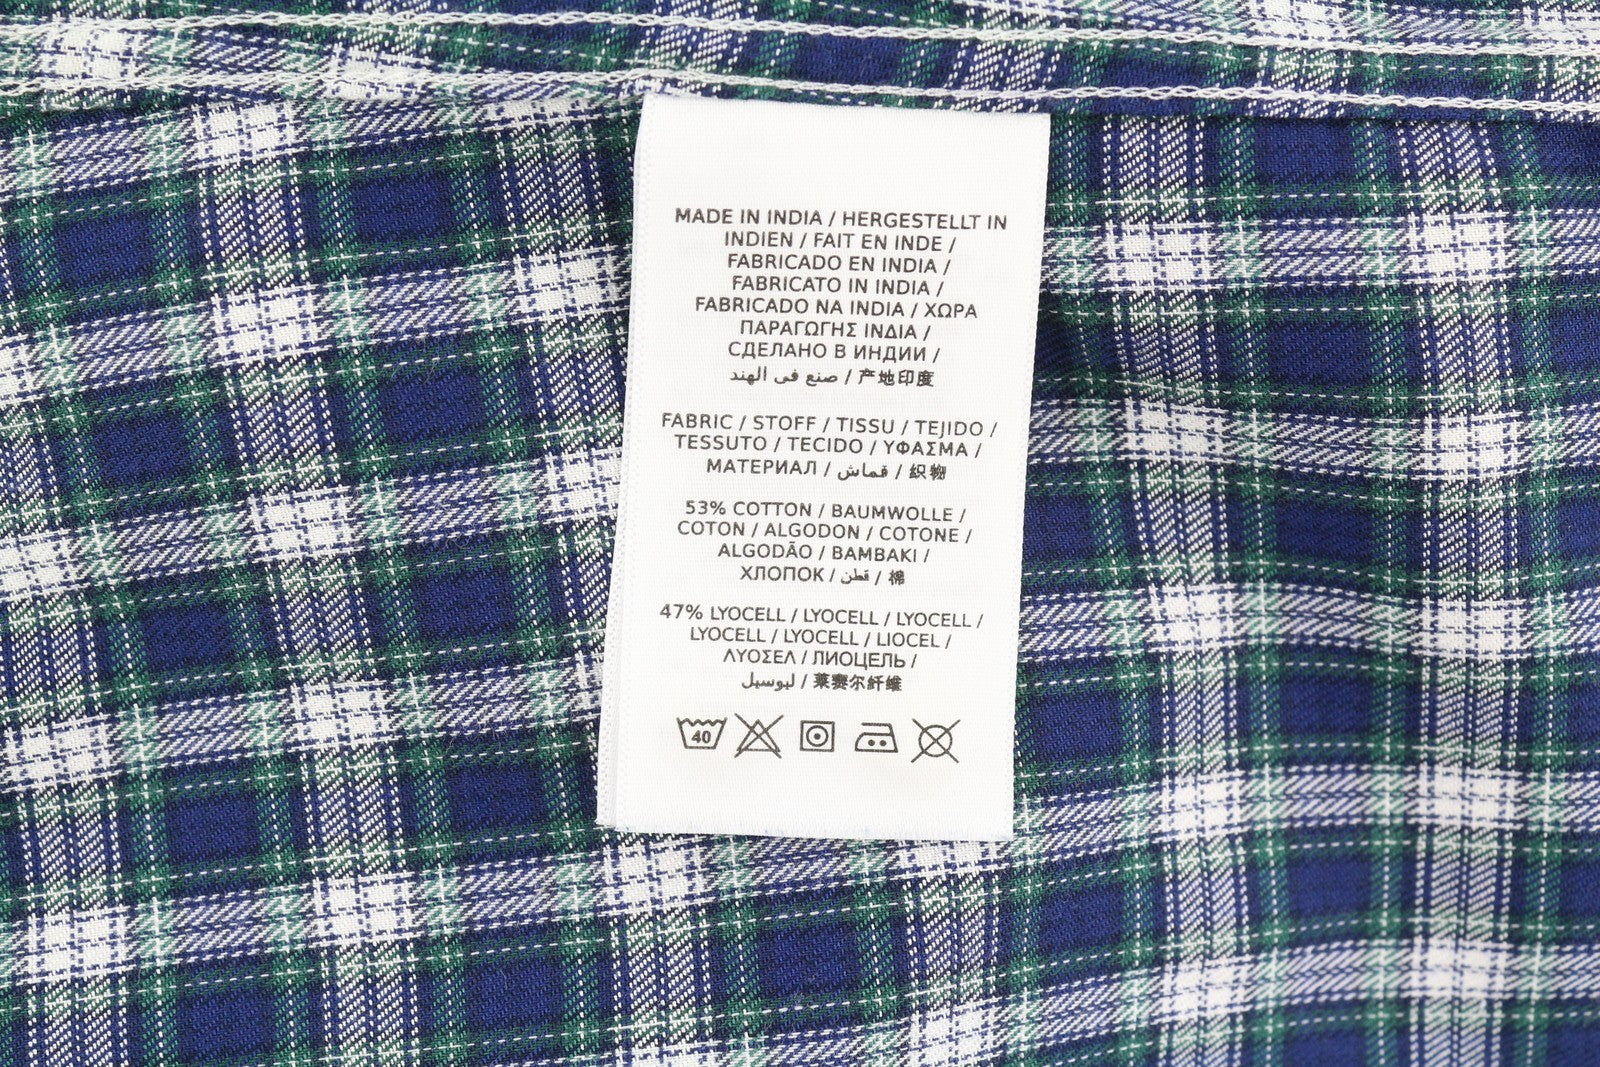 MADE IN INDIA / HERGESTELLT IN
INDIEN / FAIT EN INDE /
FABRICADO EN INDIA /
FABRICATO IN INDIA /
FABRICADO NA INDIA / ΧΩΡΑ
ΠΑΡΑΓΩΓΗΣ ΙΝΔΙΑ /
СДЕЛАНО В ИНДИИ /
صنع فى الهند / 产地印度
FABRIC / STOFF / TISSU / TEJIDO /
TESSUTO / TECIDO / ΥΦΑΣΜΑ /
МАТЕРИАЛ / قماش / 织物
53% COTTON / BAUMWOLLE /
COTON / ALGODON / COTONE /
ALGODÃO / ΒΑΜΒΑΚΙ /
ХЛОПОК / قطن / 棉
47% LYOCELL / LYOCELL / LYOCELL /
LYOCELL / LYOCELL / LIOCEL /
ΛΥΟΣΕΛ / ЛИОЦЕЛЬ /
ليوسيل / 莱赛尔纤维
40